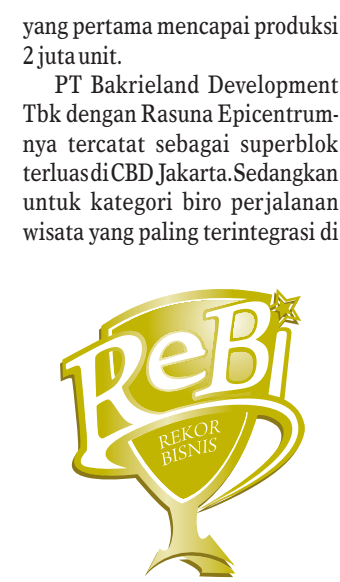 yang pertama mencapai produksi
2 juta unit.
PT Bakrieland Development
Tbk dengan Rasuna Epicentrum-
nya tercatat sebagai superblok
terluas di CBD Jakarta. Sedangkan
untuk kategori biro perjalanan
wisata yang paling terintegrasi di
ReBi
REKOR
BISNIS